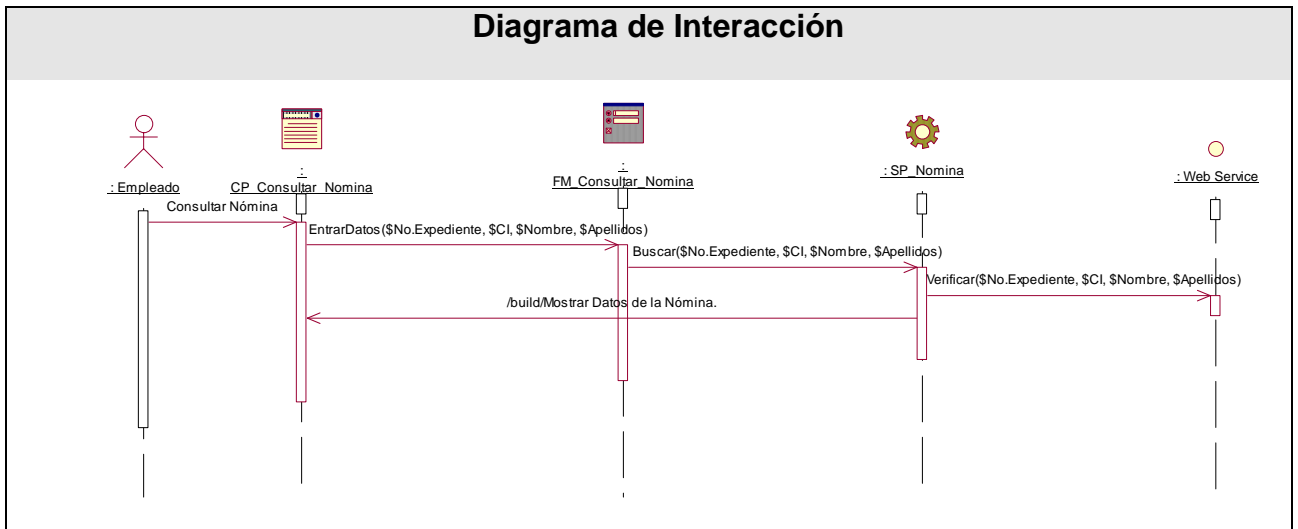 Diagrama de Interacción
: Empleado
:
CP_Consultar_Nomina
:
FM_Consultar_Nomina
: SP_Nomina
: Web Service
Consultar Nómina
EntrarDatos($No.Expediente, $CI, $Nombre, $Apellidos)
Buscar($No.Expediente, $CI, $Nombre, $Apellidos)
Verificar($No.Expediente, $CI, $Nombre, $Apellidos)
/build/Mostrar Datos de la Nómina.